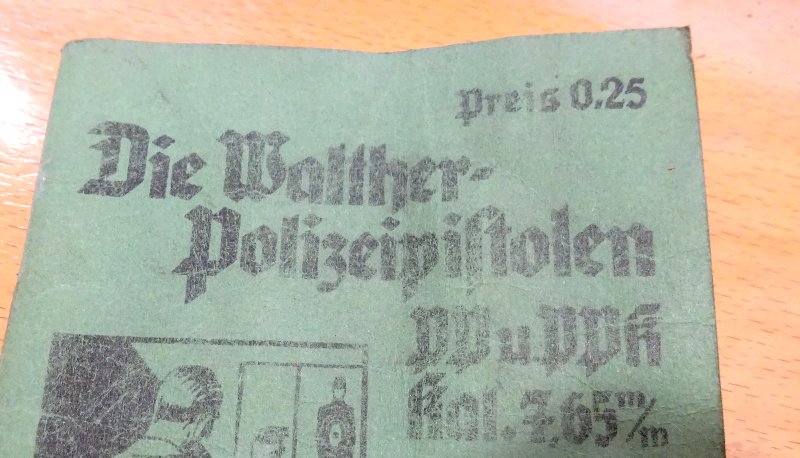 Preis 0.25
Die Walther-
Polizeipistolen
PP u. PPK
Kal. 7,65 m/m